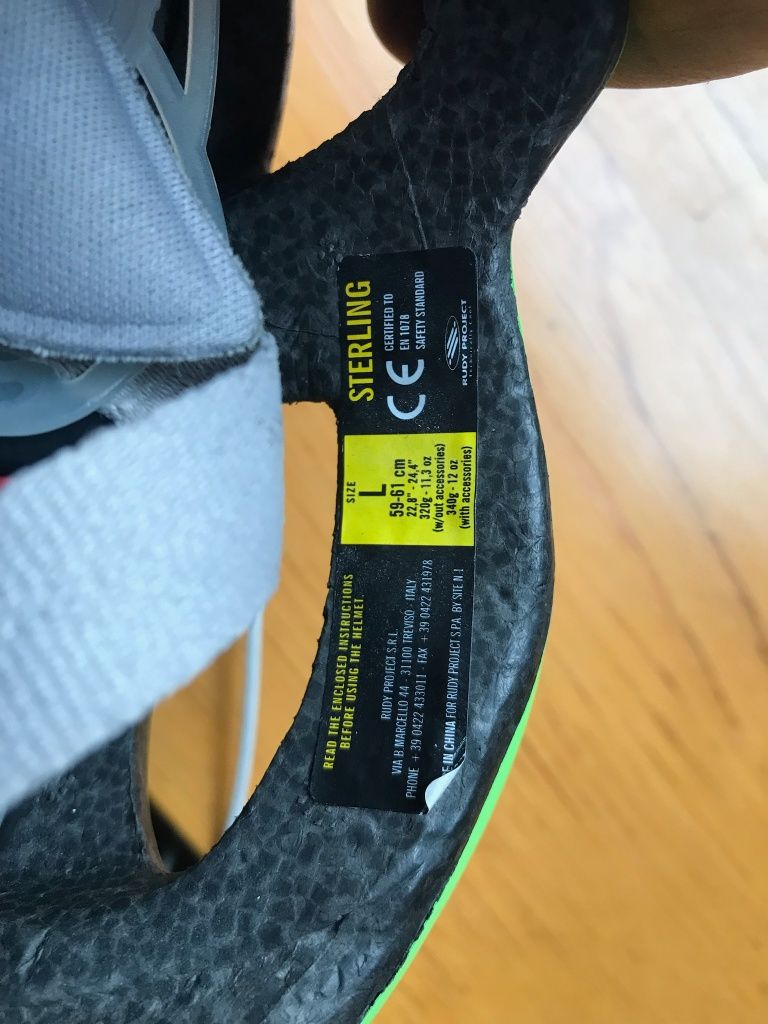 STERLING
CE
CERTIFIED TO
EN 1078
SAFETY STANDARD
RUDY PROJECT
SIZE
L
59-61 cm
22,8" - 24,4"
320g - 11,3 oz
(w/out accessories)
340g - 12 oz
(with accessories)
READ THE ENCLOSED INSTRUCTIONS
BEFORE USING THE HELMET
RUDY PROJECT S.R.L.
VIA B.MARCELLO 44 - 31100 TREVISO - ITALY
PHONE + 39 0422 433011 - FAX + 39 0422 431978
E IN CHINA FOR RUDY PROJECT S.P.A. BY SITE N.1